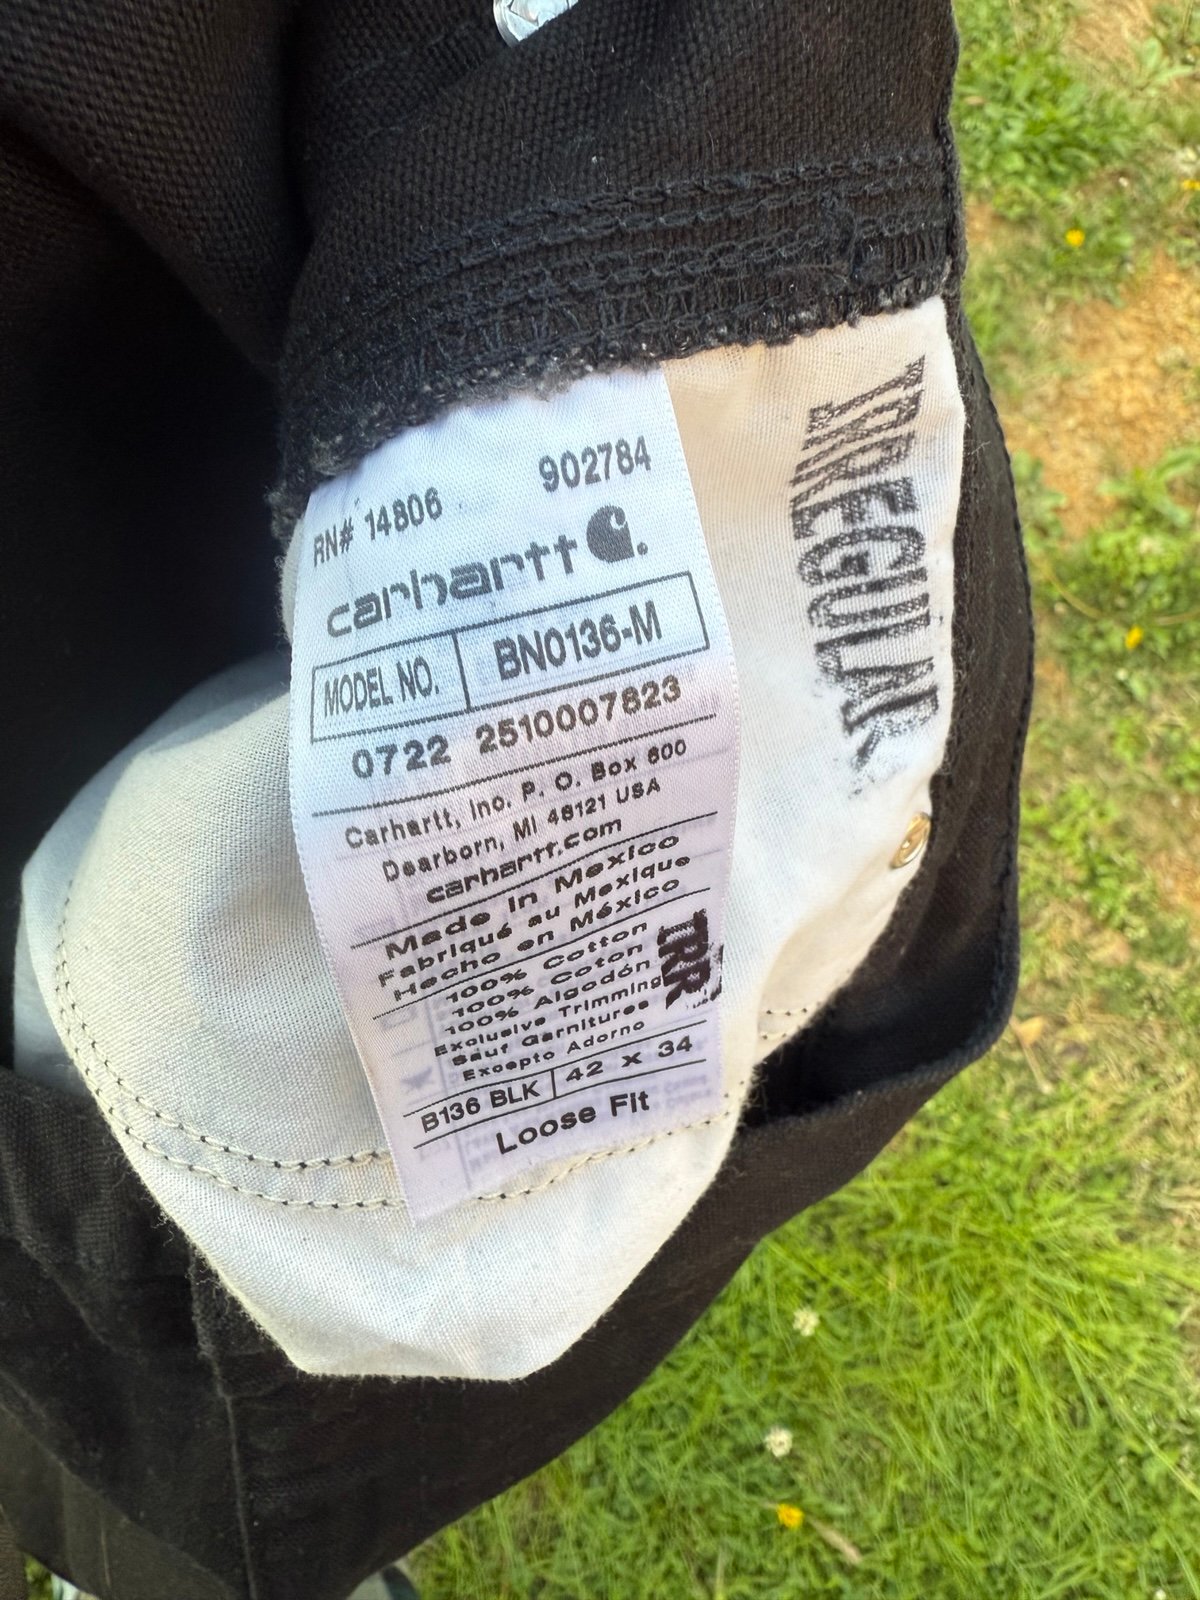 RN# 14806 902784
carhartt
MODEL NO. BN0136-M
0722 2510007823
Carhartt, Inc. P. O. Box 600
Dearborn, MI 48121 USA
carhartt.com
Made in Mexico
Fabriqué au Mexique
Hecho en México
100% Cotton
100% Coton
100% Algodón
Exclusive Trimming
Sauf Garnitures
Excepto Adorno
B136 BLK 42 x 34
Loose Fit
IRR
IRREGULAR